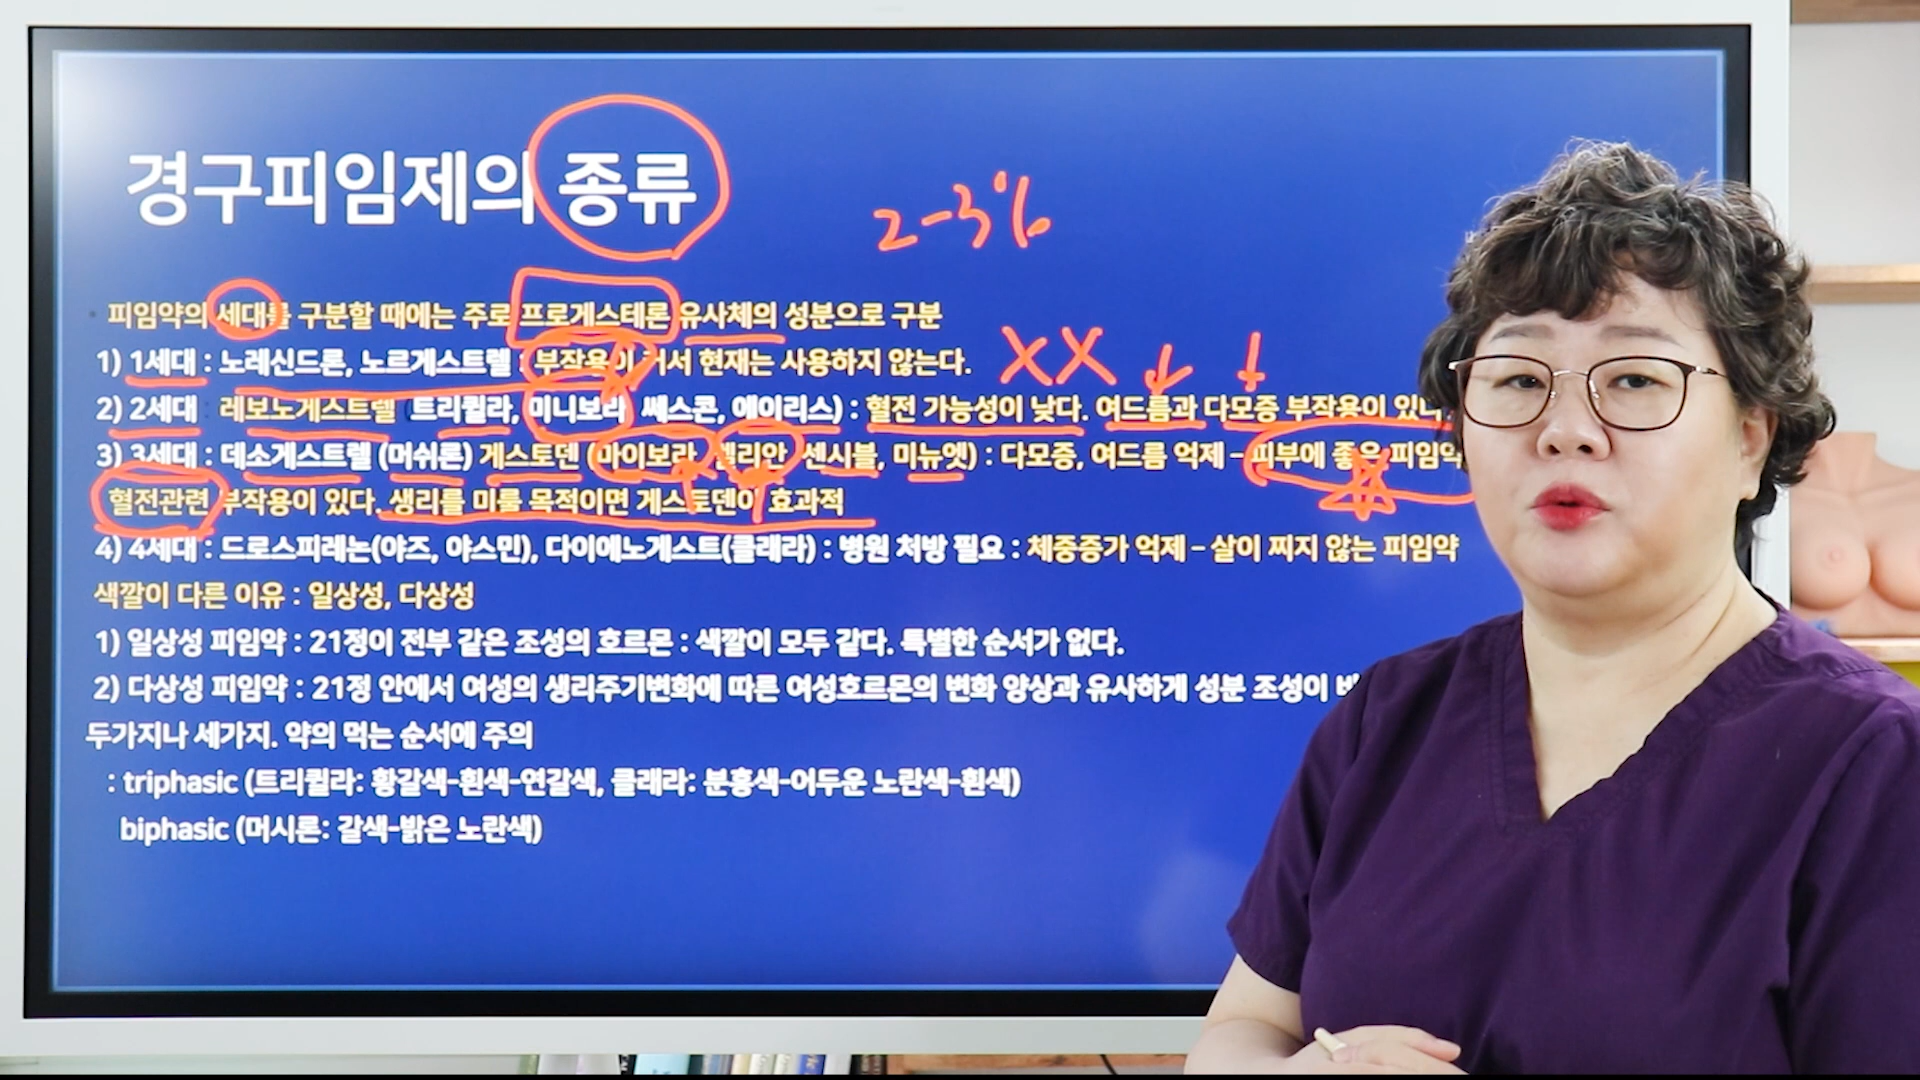 경구피임제의 종류
2-3%
피임약의 세대를 구분할 때에는 주로 프로게스테론 유사체의 성분으로 구분
1) 1세대 : 노레신드론, 노르게스트렐 : 부작용이 커서 현재는 사용하지 않는다.
XX
2) 2세대 레보노게스트렐 트리퀼라, 미니보라 쎄스콘, 에이리스) : 혈전 가능성이 낮다. 여드름과 다모증 부작용이 있
3) 3세대 : 데소게스트렐 (머쉬론) 게스토덴 마이보라 멜리안 센시블, 미뉴엣) : 다모증, 여드름 억제 – 피부에 좋은 피임약
혈전관련 부작용이 있다. 생리를 미룰 목적이면 게스토덴이 효과적
4) 4세대 : 드로스피레논(야즈, 야스민), 다이에노게스트(클래라) : 병원 처방 필요 : 체중증가 억제 – 살이 찌지 않는 피임약
색깔이 다른 이유 : 일상성, 다상성
1) 일상성 피임약 : 21정이 전부 같은 조성의 호르몬 : 색깔이 모두 같다. 특별한 순서가 없다.
2) 다상성 피임약 : 21정 안에서 여성의 생리주기변화에 따른 여성호르몬의 변화 양상과 유사하게 성분 조성이
두가지나 세가지. 약의 먹는 순서에 주의
: triphasic (트리퀼라: 황갈색-흰색-연갈색, 클래라: 분홍색-어두운 노란색-흰색)
biphasic (머시론: 갈색-밝은 노란색)